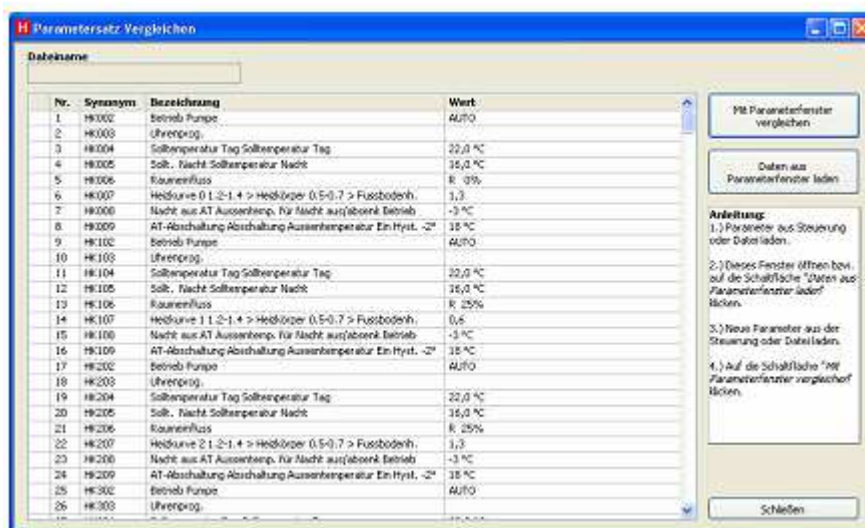 Parametersatz Vergleichen
Dateiname
Nr. Synonym Bezeichnung Wert
1 HK002 Betrieb Pumpe AUTO
2 HK003 Uhrenprog.
3 HK004 Solltemperatur Tag Solltemperatur Tag 22,0 °C
4 HK005 Sollt. Nacht Solltemperatur Nacht 16,0 °C
5 HK006 Raumeinfluss R 0%
6 HK007 Heizkurve 0 1.2-1.4 > Heizkörper 0.5-0.7 > Fussbodenh. 1,3
7 HK008 Nacht aus AT Aussentemp. für Nacht aus/absenk Betrieb -3 °C
8 HK009 AT-Abschaltung Abschaltung Aussentemperatur Ein Hyst. -2° 18 °C
9 HK102 Betrieb Pumpe AUTO
10 HK103 Uhrenprog.
11 HK104 Solltemperatur Tag Solltemperatur Tag 22,0 °C
12 HK105 Sollt. Nacht Solltemperatur Nacht 16,0 °C
13 HK106 Raumeinfluss R 25%
14 HK107 Heizkurve 1 1.2-1.4 > Heizkörper 0.5-0.7 > Fussbodenh. 0,6
15 HK108 Nacht aus AT Aussentemp. für Nacht aus/absenk Betrieb -3 °C
16 HK109 AT-Abschaltung Abschaltung Aussentemperatur Ein Hyst. -2° 18 °C
17 HK202 Betrieb Pumpe AUTO
18 HK203 Uhrenprog.
19 HK204 Solltemperatur Tag Solltemperatur Tag 22,0 °C
20 HK205 Sollt. Nacht Solltemperatur Nacht 16,0 °C
21 HK206 Raumeinfluss R 25%
22 HK207 Heizkurve 2 1.2-1.4 > Heizkörper 0.5-0.7 > Fussbodenh. 1,3
23 HK208 Nacht aus AT Aussentemp. für Nacht aus/absenk Betrieb -3 °C
24 HK209 AT-Abschaltung Abschaltung Aussentemperatur Ein Hyst. -2° 18 °C
25 HK302 Betrieb Pumpe AUTO
26 HK303 Uhrenprog.
Mit Parameterfenster
vergleichen
Daten aus
Parameterfenster laden
Anleitung:
1.) Parameter aus Steuerung
oder Datei laden.
2.) Dieses Fenster öffnen bzw.
auf die Schaltfläche "Daten aus
Parameterfenster laden"
klicken.
3.) Neue Parameter aus der
Steuerung oder Datei laden.
4.) Auf die Schaltfläche "Mit
Parameterfenster vergleichen"
klicken.
Schließen